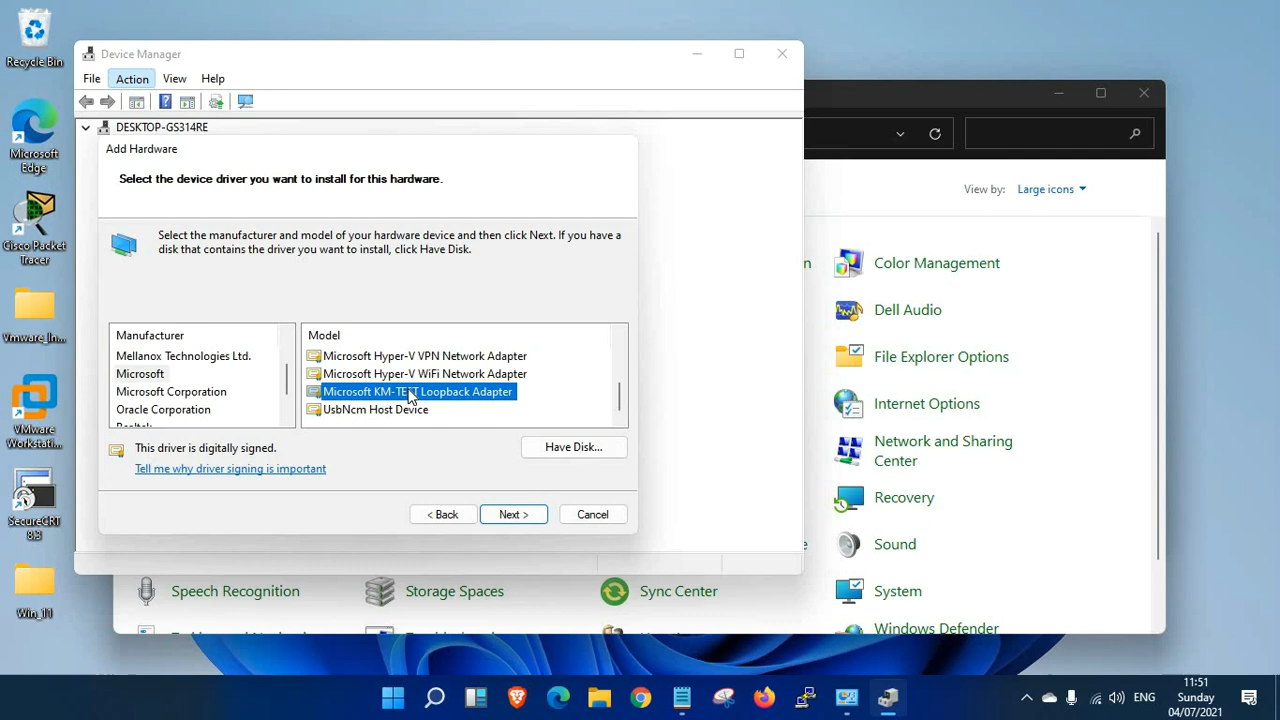 Recycle Bin
Microsoft
Edge
Cisco Packet
Tracer
Vmware_In...
VMware
Workstati...
SecureCRT
8.3
Win_11
Device Manager
File Action View Help
DESKTOP-GS314RE
Add Hardware
Select the device driver you want to install for this hardware.
Select the manufacturer and model of your hardware device and then click Next. If you have a
disk that contains the driver you want to install, click Have Disk.
Manufacturer
Mellanox Technologies Ltd.
Microsoft
Microsoft Corporation
Oracle Corporation
Realtek
Model
Microsoft Hyper-V VPN Network Adapter
Microsoft Hyper-V WiFi Network Adapter
Microsoft KM-TEST Loopback Adapter
UsbNcm Host Device
This driver is digitally signed.
Tell me why driver signing is important
Have Disk...
< Back
Next >
Cancel
View by: Large icons
Color Management
Dell Audio
File Explorer Options
Internet Options
Network and Sharing
Center
Recovery
Sound
System
Windows Defender
Speech Recognition
Storage Spaces
Sync Center
ENG
11:51
Sunday
04/07/2021